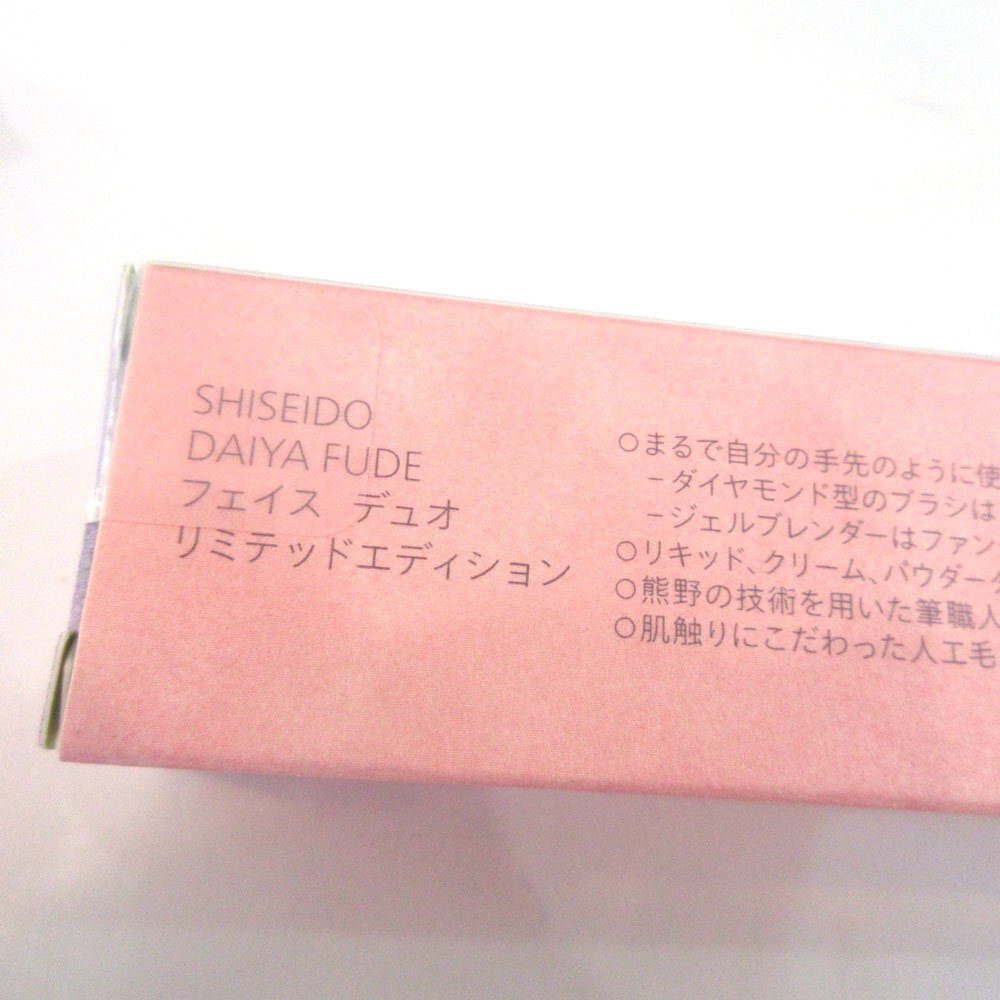 SHISEIDO
DAIYA FUDE
フェイス デュオ
リミテッドエディション
○まるで自分の手先のように使
－ダイヤモンド型のブラシは
－ジェルブレンダーはファン
○リキッド、クリーム、パウダー
○熊野の技術を用いた筆職人
○肌触りにこだわった人工毛